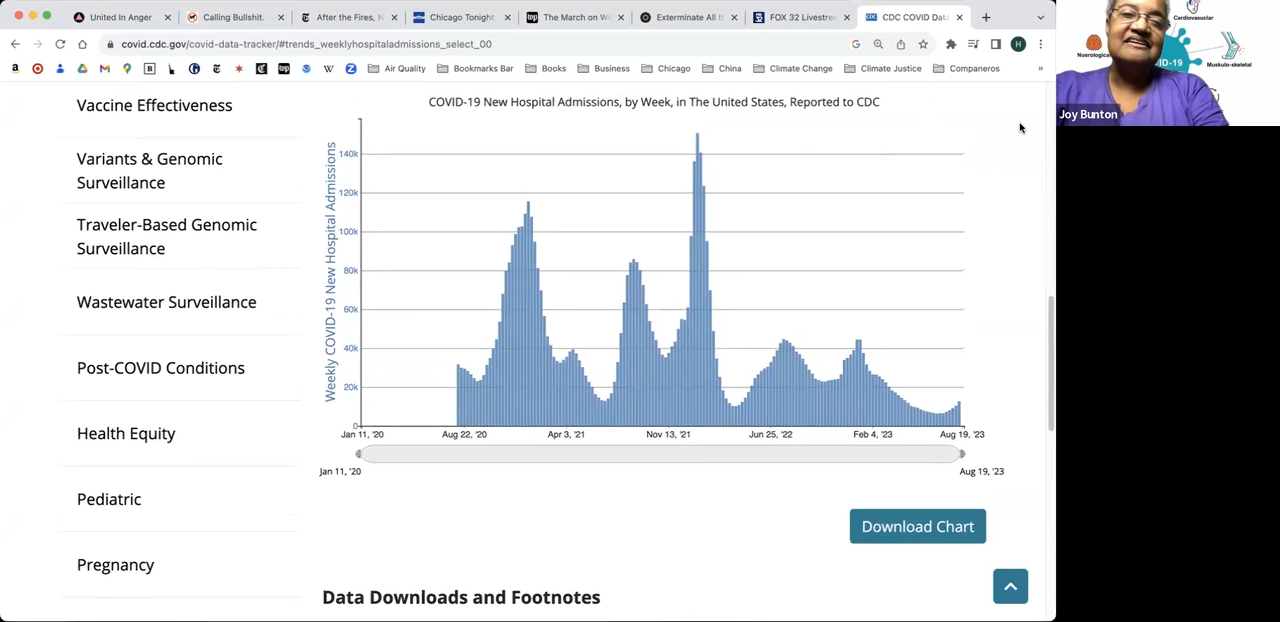 United In Anger
Calling Bullshit.
After the Fires, N
Chicago Tonight
The March on Wa
Exterminate All t
FOX 32 Livestre
CDC COVID Data
covid.cdc.gov/covid-data-tracker/#trends_weeklyhospitaladmissions_select_00
H
Air Quality
Bookmarks Bar
Books
Business
Chicago
China
Climate Change
Climate Justice
Companeros
»
Vaccine Effectiveness
Variants & Genomic
Surveillance
Traveler-Based Genomic
Surveillance
Wastewater Surveillance
Post-COVID Conditions
Health Equity
Pediatric
Pregnancy
COVID-19 New Hospital Admissions, by Week, in The United States, Reported to CDC
Weekly COVID-19 New Hospital Admissions
140k
120k
100k
80k
60k
40k
20k
0
Jan 11, '20
Aug 22, '20
Apr 3, '21
Nov 13, '21
Jun 25, '22
Feb 4, '23
Aug 19, '23
Jan 11, '20
Aug 19, '23
Download Chart
Data Downloads and Footnotes
Cardiovasuclar
Nuerological
ID-19
Muskulo-skeletal
Joy Bunton